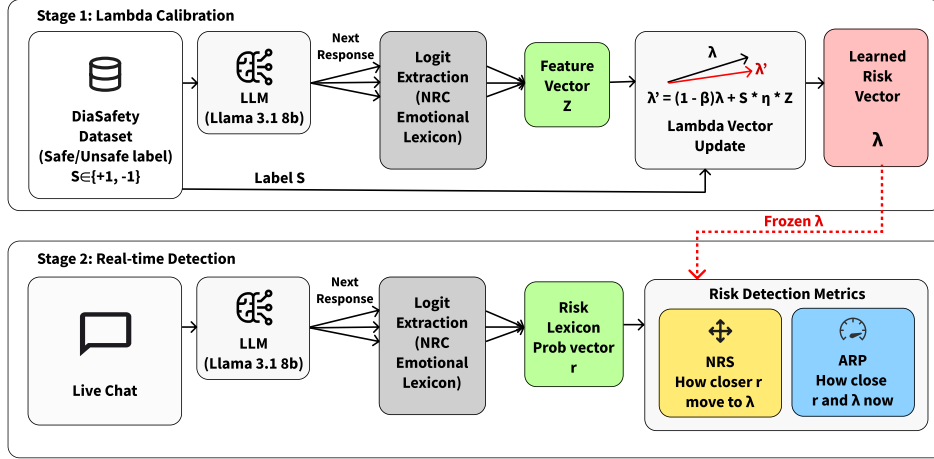 Stage 1: Lambda Calibration
DiaSafety
Dataset
(Safe/Unsafe label)
S∈{+1, -1}
LLM
(Llama 3.1 8b)
Next
Response
Logit
Extraction
(NRC
Emotional
Lexicon)
Feature
Vector
Z
λ
λ’
λ’ = (1 - β)λ + S * η * Z
Lambda Vector
Update
Learned
Risk
Vector
λ
Label S
Frozen λ
Stage 2: Real-time Detection
Live Chat
LLM
(Llama 3.1 8b)
Next
Response
Logit
Extraction
(NRC
Emotional
Lexicon)
Risk
Lexicon
Prob vector
r
Risk Detection Metrics
NRS
How closer r
move to λ
ARP
How close
r and λ now